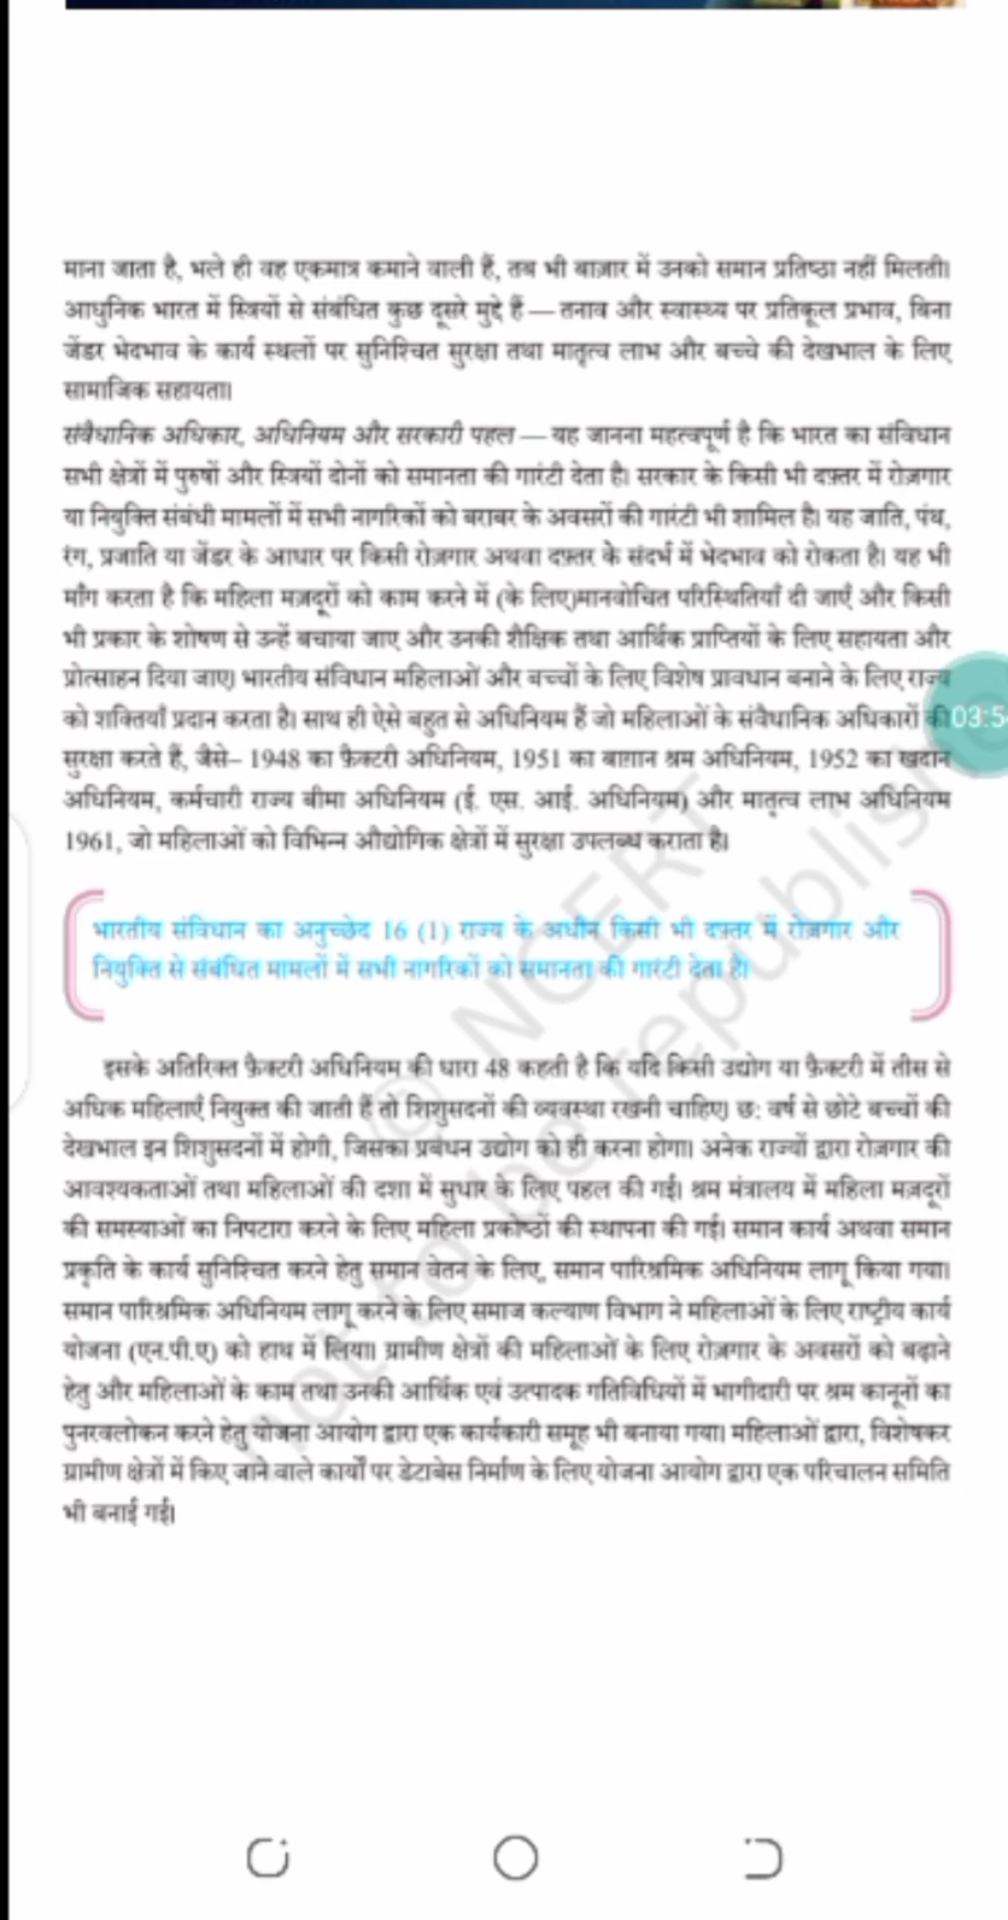 माना जाता है, भले ही वह एकमात्र कमाने वाली हैं, तब भी बाज़ार में उनको समान प्रतिष्ठा नहीं मिलती।
आधुनिक भारत में स्त्रियों से संबंधित कुछ दूसरे मुद्दे हैं — तनाव और स्वास्थ्य पर प्रतिकूल प्रभाव, बिना
जेंडर भेदभाव के कार्य स्थलों पर सुनिश्चित सुरक्षा तथा मातृत्व लाभ और बच्चे की देखभाल के लिए
सामाजिक सहायता।
संवैधानिक अधिकार, अधिनियम और सरकारी पहल — यह जानना महत्वपूर्ण है कि भारत का संविधान
सभी क्षेत्रों में पुरुषों और स्त्रियों दोनों को समानता की गारंटी देता है। सरकार के किसी भी दफ़्तर में रोज़गार
या नियुक्ति संबंधी मामलों में सभी नागरिकों को बराबर के अवसरों की गारंटी भी शामिल है। यह जाति, पंथ,
रंग, प्रजाति या जेंडर के आधार पर किसी रोज़गार अथवा दफ़्तर के संदर्भ में भेदभाव को रोकता है। यह भी
माँग करता है कि महिला मज़दूरों को काम करने में (के लिए)मानवोचित परिस्थितियाँ दी जाएँ और किसी
भी प्रकार के शोषण से उन्हें बचाया जाए और उनकी शैक्षिक तथा आर्थिक प्राप्तियों के लिए सहायता और
प्रोत्साहन दिया जाए। भारतीय संविधान महिलाओं और बच्चों के लिए विशेष प्रावधान बनाने के लिए राज्य
को शक्तियाँ प्रदान करता है। साथ ही ऐसे बहुत से अधिनियम हैं जो महिलाओं के संवैधानिक अधिकारों की
03:5
सुरक्षा करते हैं, जैसे– 1948 का फ़ैक्टरी अधिनियम, 1951 का बाग़ान श्रम अधिनियम, 1952 का खदान
अधिनियम, कर्मचारी राज्य बीमा अधिनियम (ई. एस. आई. अधिनियम) और मातृत्व लाभ अधिनियम
1961, जो महिलाओं को विभिन्न औद्योगिक क्षेत्रों में सुरक्षा उपलब्ध कराता है।
भारतीय संविधान का अनुच्छेद 16 (1) राज्य के अधीन किसी भी दफ़्तर में रोज़गार और
नियुक्ति से संबंधित मामलों में सभी नागरिकों को समानता की गारंटी देता है।
इसके अतिरिक्त फ़ैक्टरी अधिनियम की धारा 48 कहती है कि यदि किसी उद्योग या फ़ैक्टरी में तीस से
अधिक महिलाएँ नियुक्त की जाती हैं तो शिशुसदनों की व्यवस्था रखनी चाहिए। छ: वर्ष से छोटे बच्चों की
देखभाल इन शिशुसदनों में होगी, जिसका प्रबंधन उद्योग को ही करना होगा। अनेक राज्यों द्वारा रोज़गार की
आवश्यकताओं तथा महिलाओं की दशा में सुधार के लिए पहल की गई। श्रम मंत्रालय में महिला मज़दूरों
की समस्याओं का निपटारा करने के लिए महिला प्रकोष्ठों की स्थापना की गई। समान कार्य अथवा समान
प्रकृति के कार्य सुनिश्चित करने हेतु समान वेतन के लिए, समान पारिश्रमिक अधिनियम लागू किया गया।
समान पारिश्रमिक अधिनियम लागू करने के लिए समाज कल्याण विभाग ने महिलाओं के लिए राष्ट्रीय कार्य
योजना (एन.पी.ए) को हाथ में लिया। ग्रामीण क्षेत्रों की महिलाओं के लिए रोज़गार के अवसरों को बढ़ाने
हेतु और महिलाओं के काम तथा उनकी आर्थिक एवं उत्पादक गतिविधियों में भागीदारी पर श्रम कानूनों का
पुनरवलोकन करने हेतु योजना आयोग द्वारा एक कार्यकारी समूह भी बनाया गया। महिलाओं द्वारा, विशेषकर
ग्रामीण क्षेत्रों में किए जाने वाले कार्यों पर डेटाबेस निर्माण के लिए योजना आयोग द्वारा एक परिचालन समिति
भी बनाई गई।
© NCERT
not to be republish